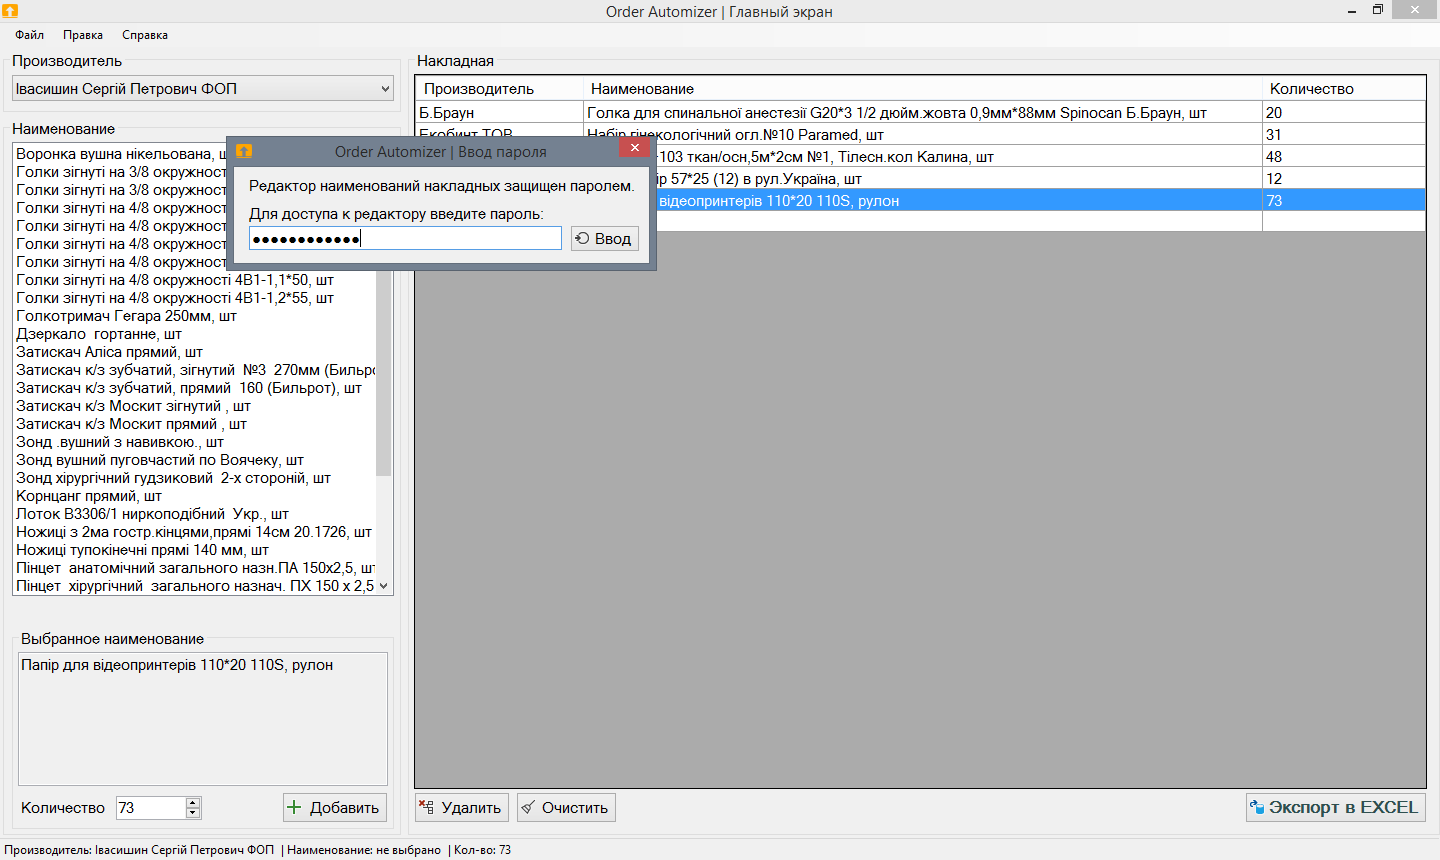 Order Automizer | Главный экран
Файл Правка Справка
Производитель
Івасишин Сергій Петрович ФОП
Наименование
Воронка вушна нікельована, ш
Голки зігнуті на 3/8 окружност
Голки зігнуті на 3/8 окружност
Голки зігнуті на 4/8 окружност
Голки зігнуті на 4/8 окружност
Голки зігнуті на 4/8 окружност
Голки зігнуті на 4/8 окружност
Голки зігнуті на 4/8 окружності 4В1-1,1*50, шт
Голки зігнуті на 4/8 окружності 4В1-1,2*55, шт
Голкотримач Гегара 250мм, шт
Дзеркало  гортанне, шт
Затискач Аліса прямий, шт
Затискач к/з зубчатий, зігнутий  №3  270мм (Бильро
Затискач к/з зубчатий, прямий  160 (Бильрот), шт
Затискач к/з Москит зігнутий , шт
Затискач к/з Москит прямий , шт
Зонд .вушний з навивкою., шт
Зонд вушний пуговчастий по Воячеку, шт
Зонд хірургічний гудзиковий  2-х стороній, шт
Корнцанг прямий, шт
Лоток В3306/1 ниркоподібний  Укр., шт
Ножиці з 2ма гостр.кінцями,прямі 14см 20.1726, шт
Ножиці тупокінечні прямі 140 мм, шт
Пінцет  анатомічний загального назн.ПА 150х2,5, шт
Пінцет  хірургічний  загального назнач. ПХ 150 х 2,5
Выбранное наименование
Папір для відеопринтерів 110*20 110S, рулон
Количество 73 Добавить
Накладная
Производитель Наименование Количество
Б.Браун Голка для спинальної анестезії G20*3 1/2 дюйм.жовта 0,9мм*88мм Spinocan Б.Браун, шт 20
Екобинт ТОВ Набір гінекологічний огл.№10 Paramed, шт 31
-103 ткан/осн,5м*2см №1, Тілесн.кол Калина, шт 48
ір 57*25 (12) в рул.Україна, шт 12
відеопринтерів 110*20 110S, рулон 73
Order Automizer | Ввод пароля
Редактор наименований накладных защищен паролем.
Для доступа к редактору введите пароль:
●●●●●●●●●●●● Ввод
Удалить Очистить Экспорт в EXCEL
Производитель: Івасишин Сергій Петрович ФОП | Наименование: не выбрано | Кол-во: 73